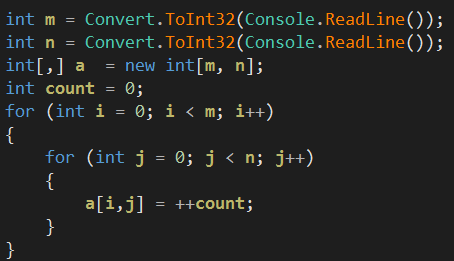 int m = Convert.ToInt32(Console.ReadLine());
int n = Convert.ToInt32(Console.ReadLine());
int[,] a  = new int[m, n];
int count = 0;
for (int i = 0; i < m; i++)
{
    for (int j = 0; j < n; j++)
    {
        a[i,j] = ++count;
    }
}